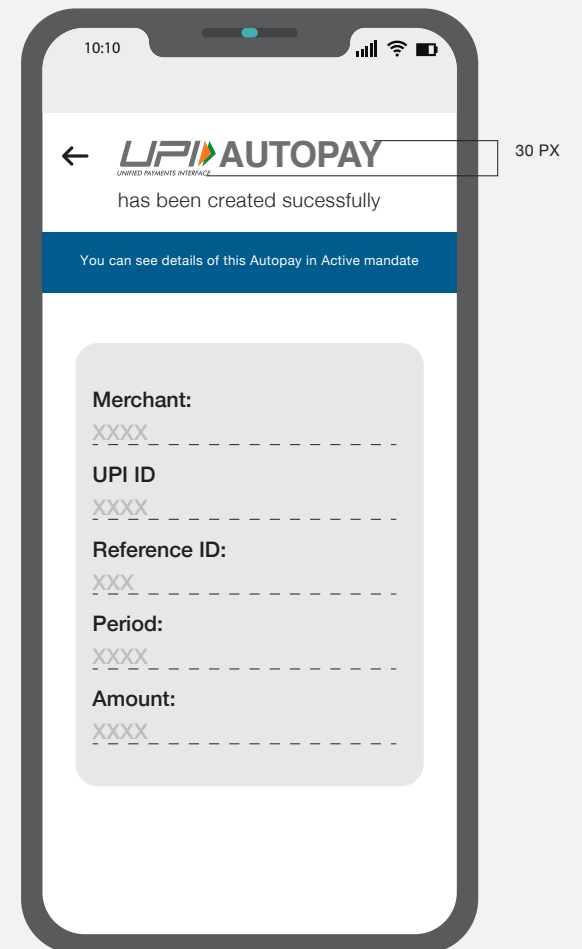 10:10
UPI AUTOPAY
UNIFIED PAYMENTS INTERFACE
30 PX
has been created sucessfully
You can see details of this Autopay in Active mandate
Merchant:
XXXX
UPI ID
XXXX
Reference ID:
XXX
Period:
XXXX
Amount:
XXXX